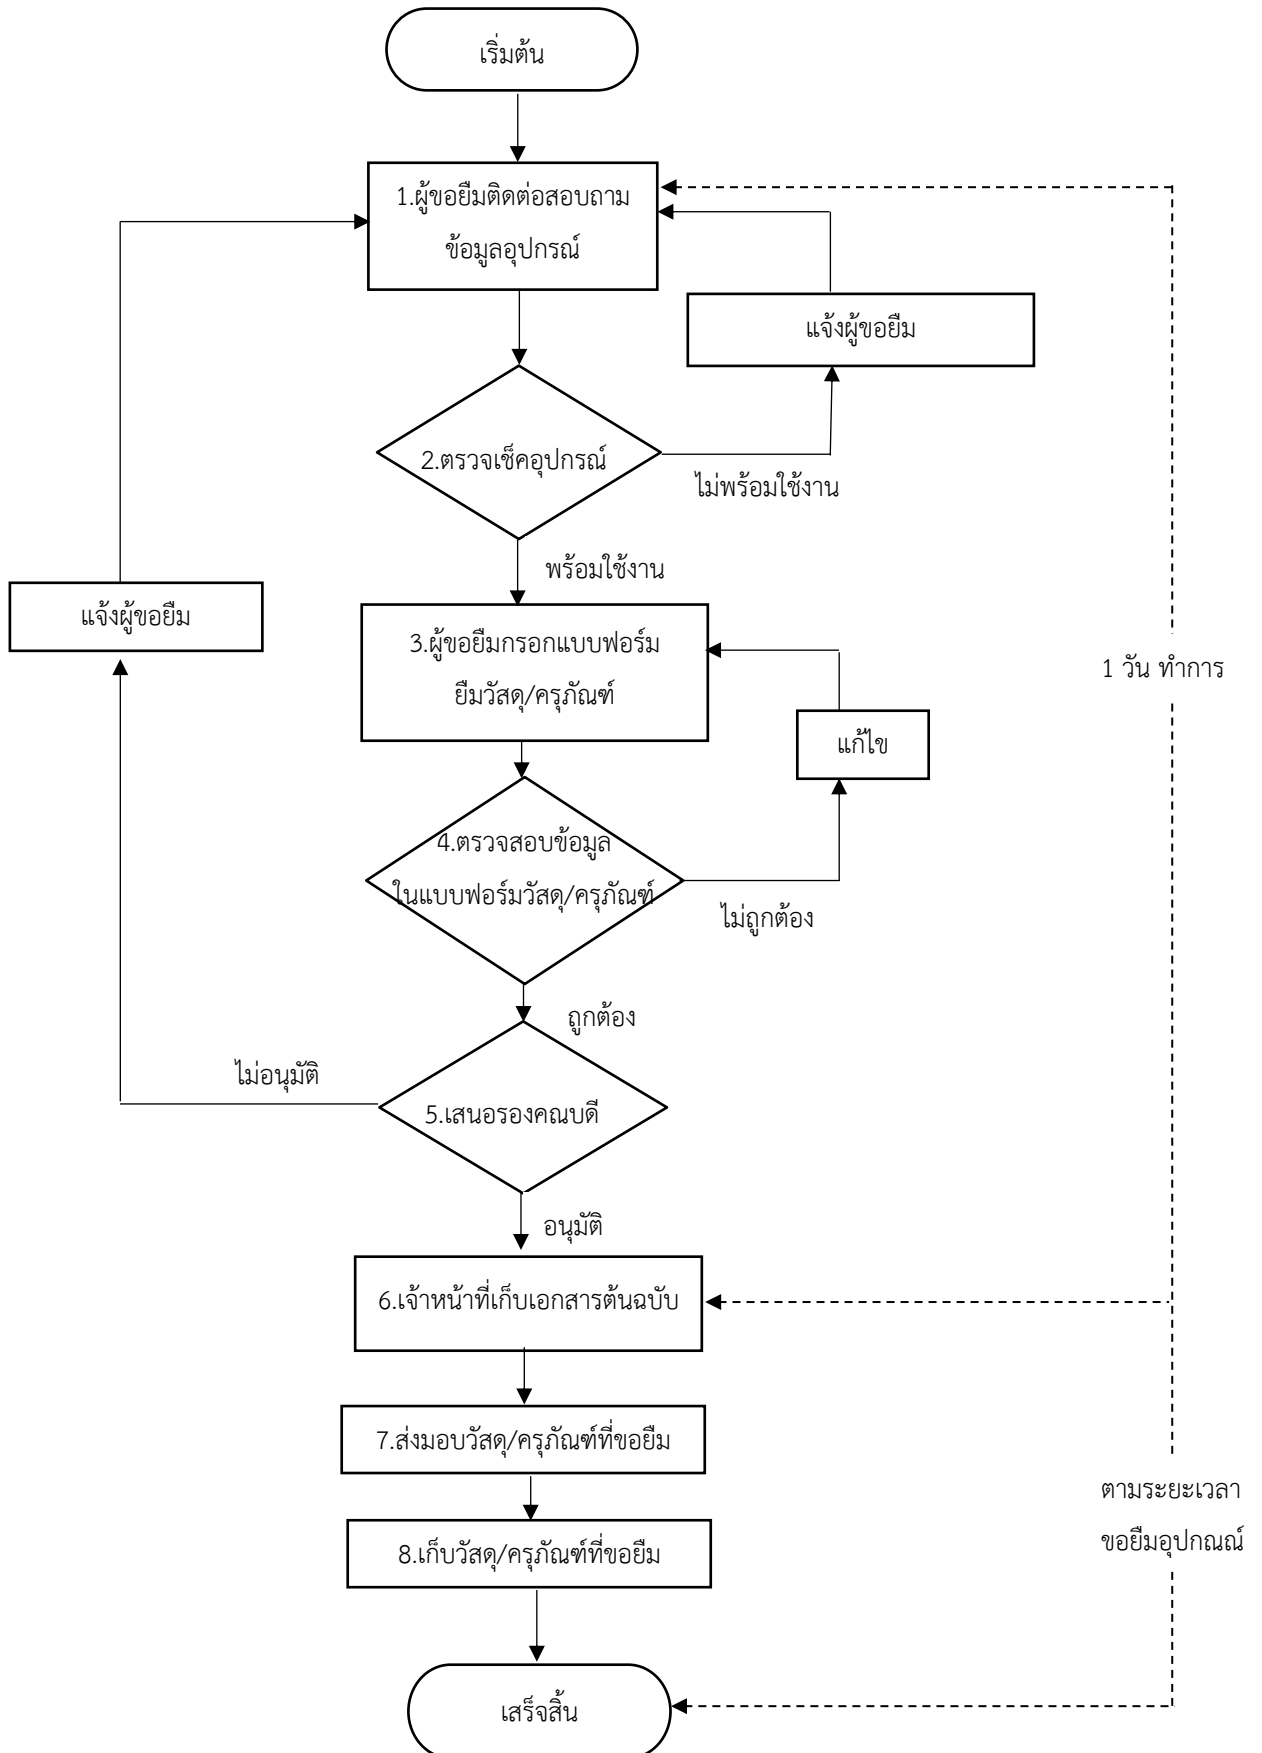 เริ่มต้น
1.ผู้ขอยืมติดต่อสอบถาม
ข้อมูลอุปกรณ์
แจ้งผู้ขอยืม
2.ตรวจเช็คอุปกรณ์
ไม่พร้อมใช้งาน
พร้อมใช้งาน
แจ้งผู้ขอยืม
3.ผู้ขอยืมกรอกแบบฟอร์ม
ยืมวัสดุ/ครุภัณฑ์
1 วัน ทำการ
แก้ไข
4.ตรวจสอบข้อมูล
ในแบบฟอร์มวัสดุ/ครุภัณฑ์
ไม่ถูกต้อง
ถูกต้อง
ไม่อนุมัติ
5.เสนอรองคณบดี
อนุมัติ
6.เจ้าหน้าที่เก็บเอกสารต้นฉบับ
7.ส่งมอบวัสดุ/ครุภัณฑ์ที่ขอยืม
ตามระยะเวลา
ขอยืมอุปกณณ์
8.เก็บวัสดุ/ครุภัณฑ์ที่ขอยืม
เสร็จสิ้น